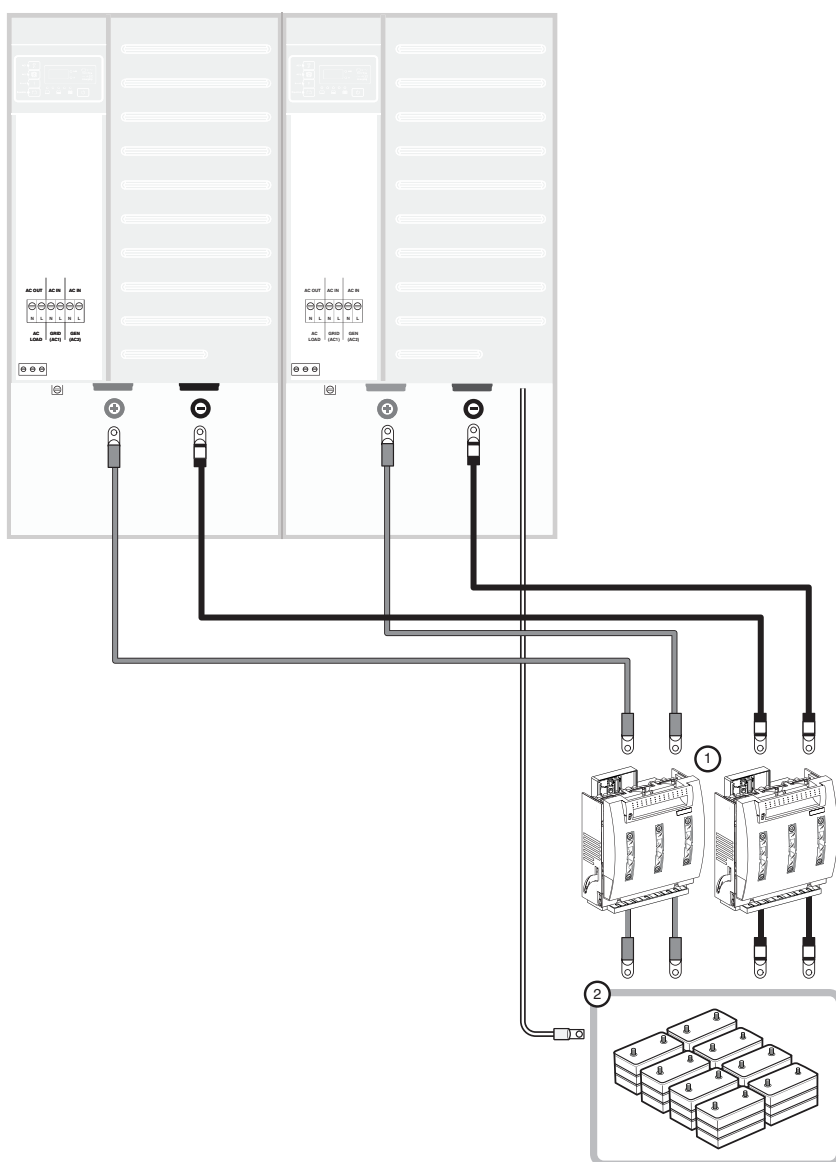 AC OUT AC IN AC IN
N L N L N L
AC LOAD GRID (AC1) GEN (AC2)
AC OUT AC IN AC IN
N L N L N L
AC LOAD GRID (AC1) GEN (AC2)
1
2